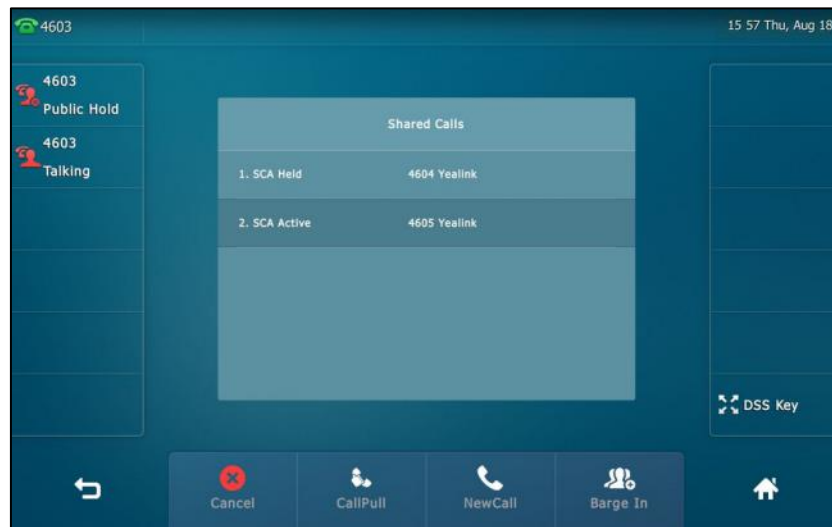 4603
15 57 Thu, Aug 18
4603
Public Hold
4603
Talking
Shared Calls
1. SCA Held 4604 Yealink
2. SCA Active 4605 Yealink
DSS Key
Cancel CallPull NewCall Barge In